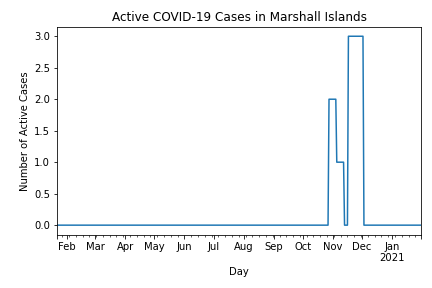 Active COVID-19 Cases in Marshall Islands
Number of Active Cases
3.0
2.5
2.0
1.5
1.0
0.5
0.0
Feb Mar Apr May Jun Jul Aug Sep Oct Nov Dec Jan
2021
Day